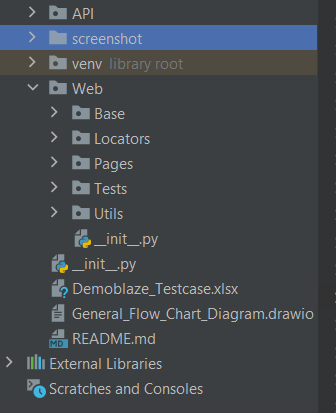 API
screenshot
venv library root
Web
Base
Locators
Pages
Tests
Utils
__init__.py
__init__.py
Demoblaze_Testcase.xlsx
General_Flow_Chart_Diagram.drawio
MD README.md
External Libraries
Scratches and Consoles